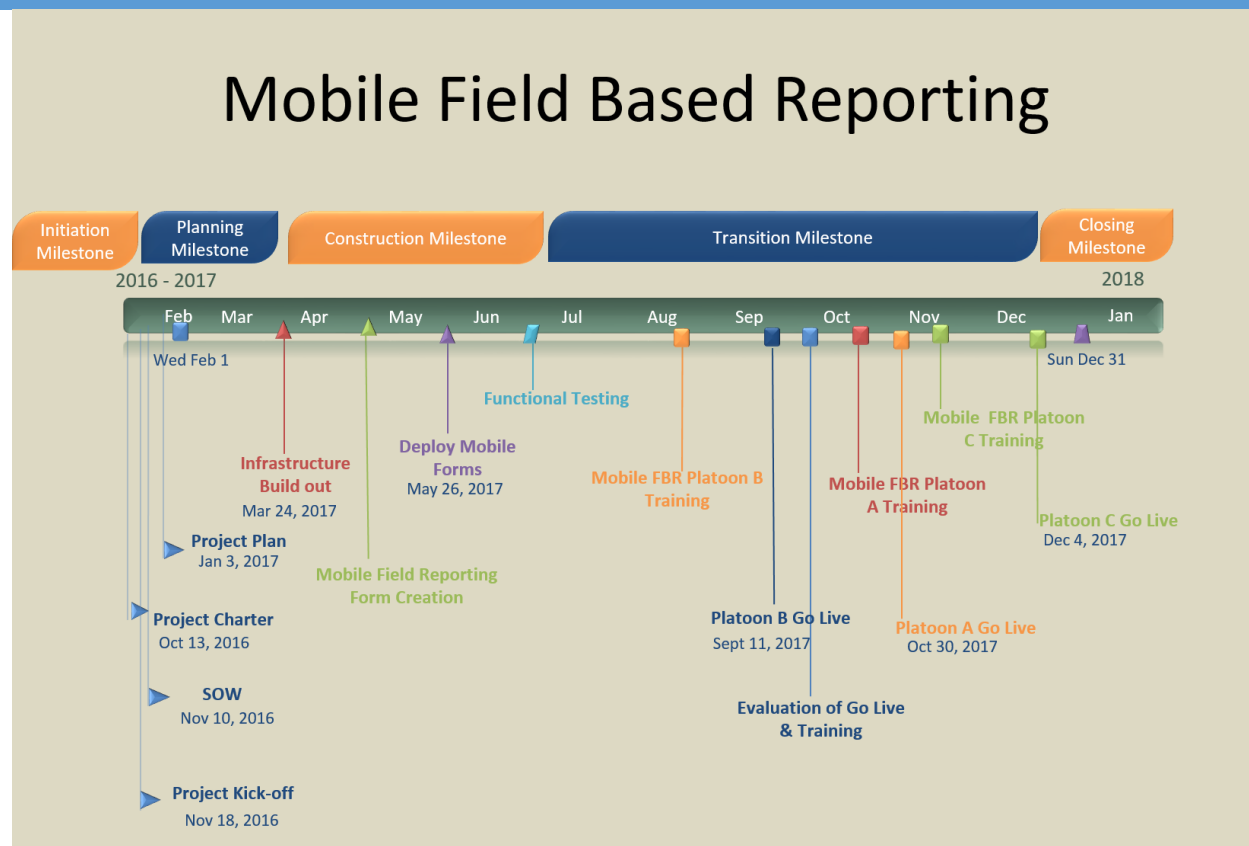 Mobile Field Based Reporting
Initiation
Milestone
Planning
Milestone
Construction Milestone
Transition Milestone
Closing
Milestone
2016 - 2017
2018
Feb
Mar
Apr
May
Jun
Jul
Aug
Sep
Oct
Nov
Dec
Jan
Wed Feb 1
Sun Dec 31
Functional Testing
Mobile  FBR Platoon
C Training
Deploy Mobile
Forms
May 26, 2017
Infrastructure
Build out
Mar 24, 2017
Mobile FBR Platoon B
Training
Mobile FBR Platoon
A Training
Platoon C Go Live
Dec 4, 2017
Project Plan
Jan 3, 2017
Mobile Field Reporting
Form Creation
Project Charter
Oct 13, 2016
Platoon B Go Live
Sept 11, 2017
Platoon A Go Live
Oct 30, 2017
SOW
Nov 10, 2016
Evaluation of Go Live
& Training
Project Kick-off
Nov 18, 2016